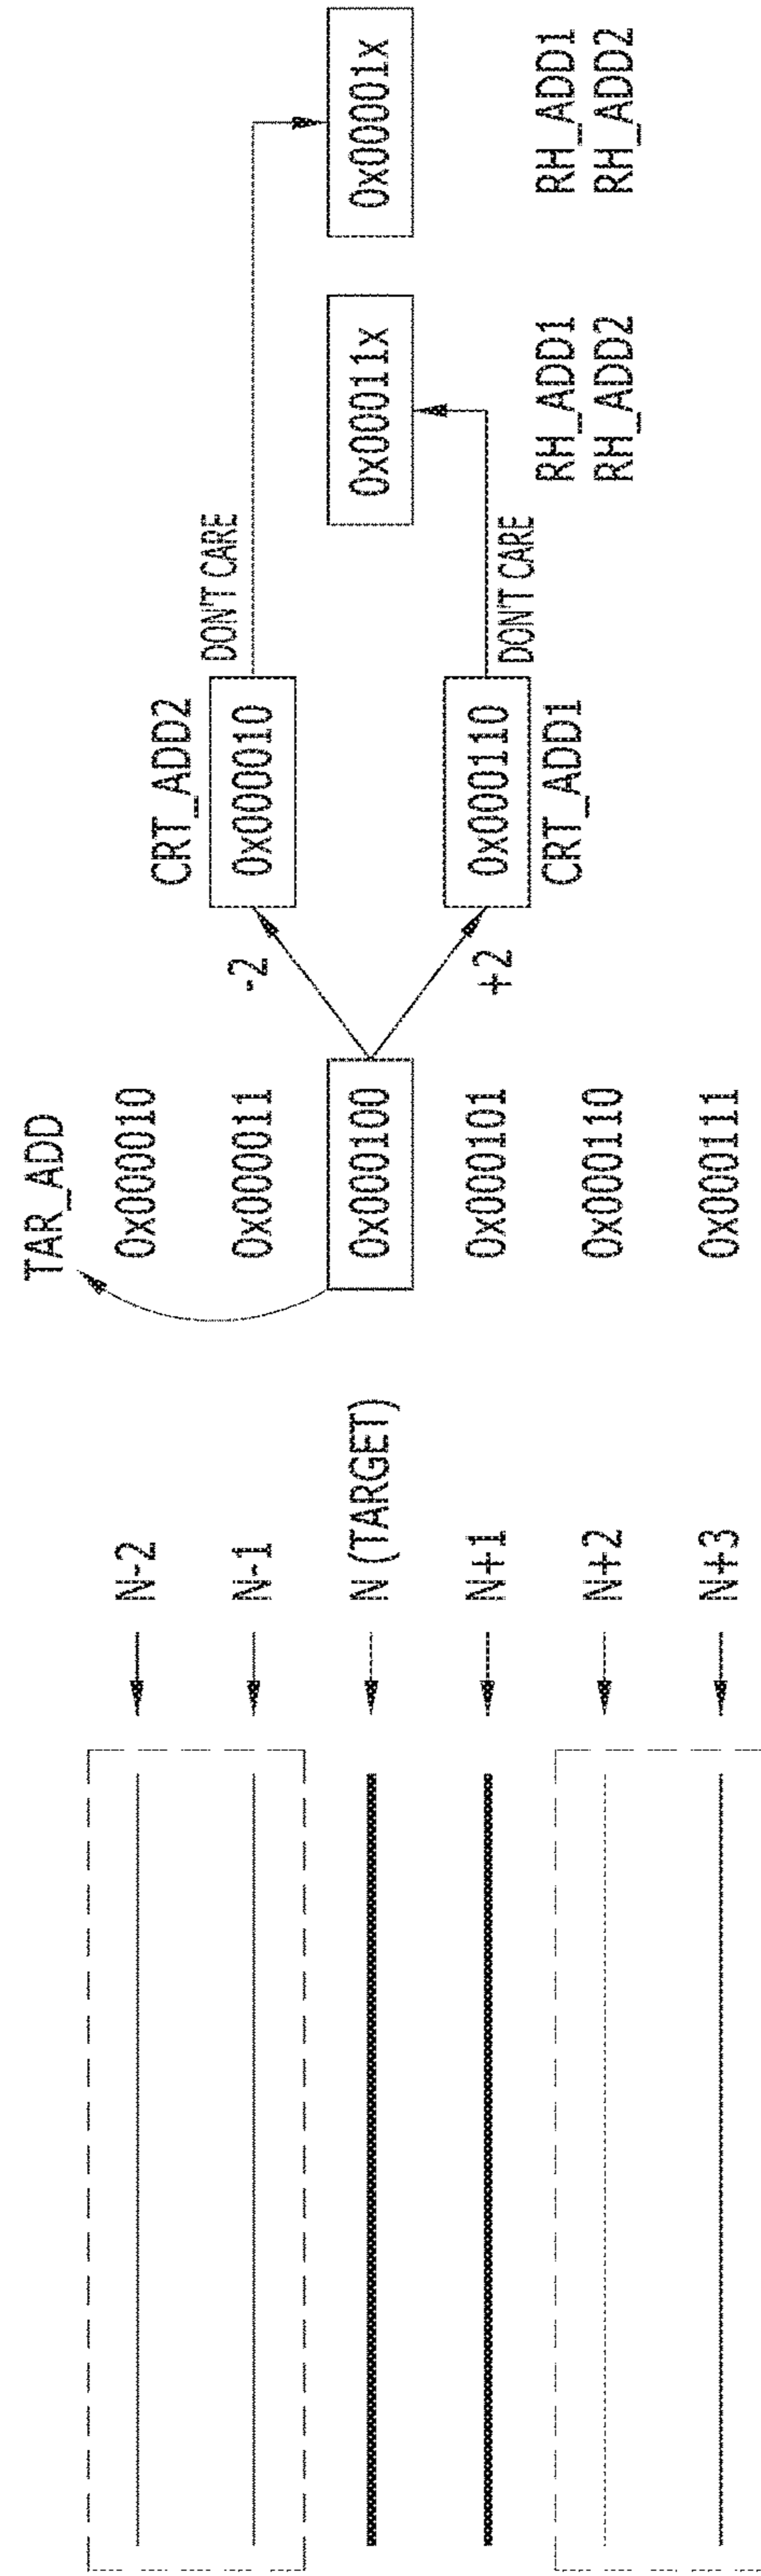 TAR_ADD
N-2 0x000010
CRT_ADD2
DON'T CARE
N-1 0x000011 -2 0x000010
N (TARGET) 0x000100 0x00011x 0x00001x
N+1 0x000101 +2 0x000110
DON'T CARE
CRT_ADD1 RH_ADD1 RH_ADD1
N+2 0x000110 RH_ADD2 RH_ADD2
N+3 0x000111